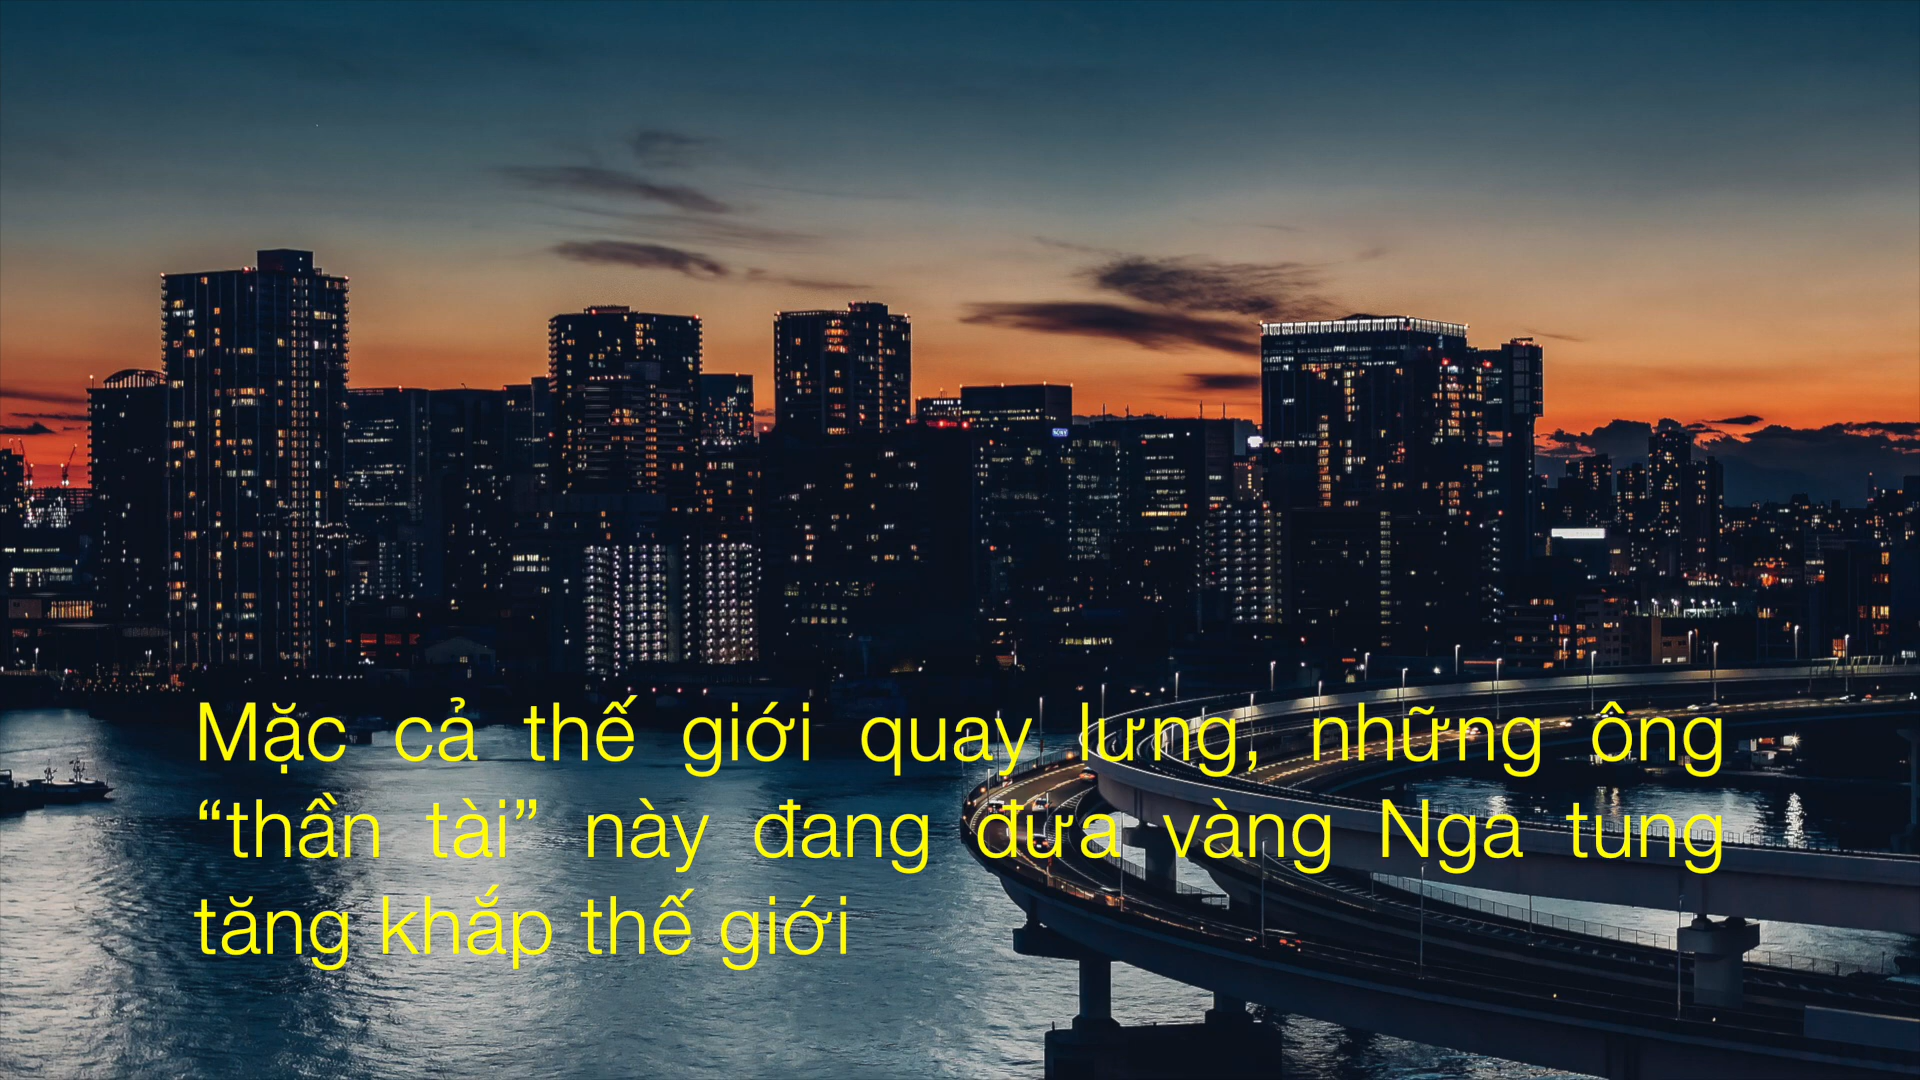 SONY
Mặc cả thế giới quay lưng, những ông
“thần tài” này đang đưa vàng Nga tung
tăng khắp thế giới